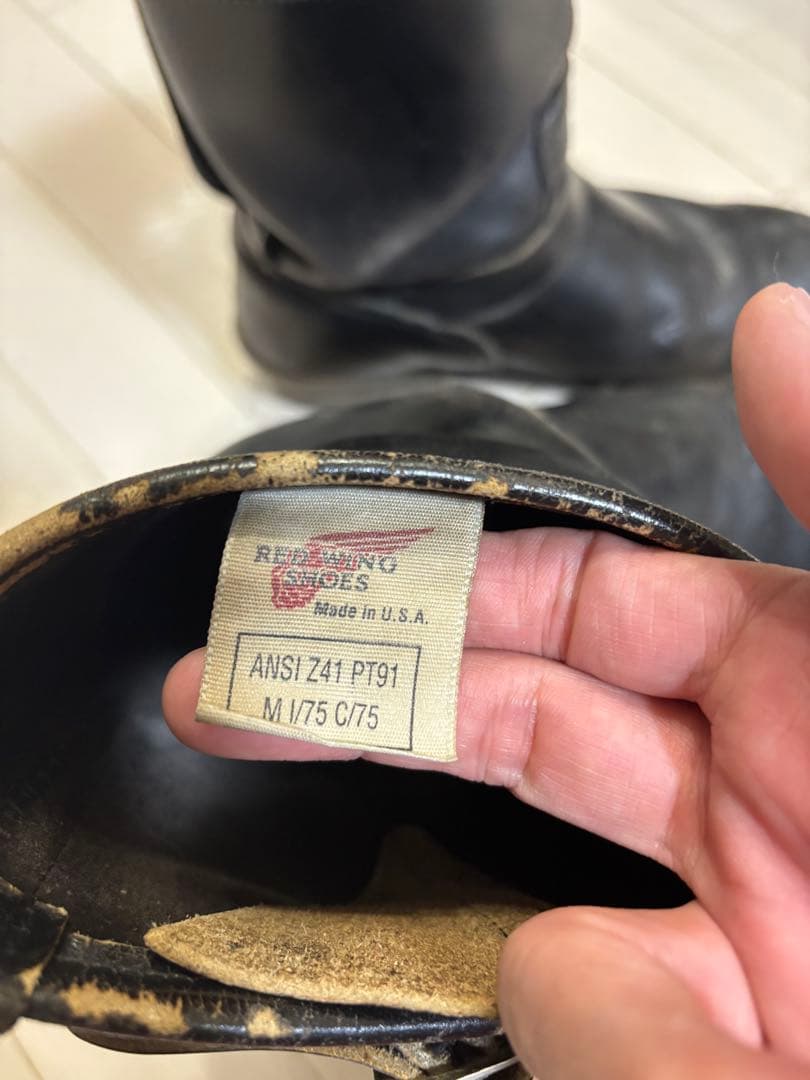 RED WING
SHOES
Made in U.S.A.
ANSI Z41 PT91
M I/75 C/75